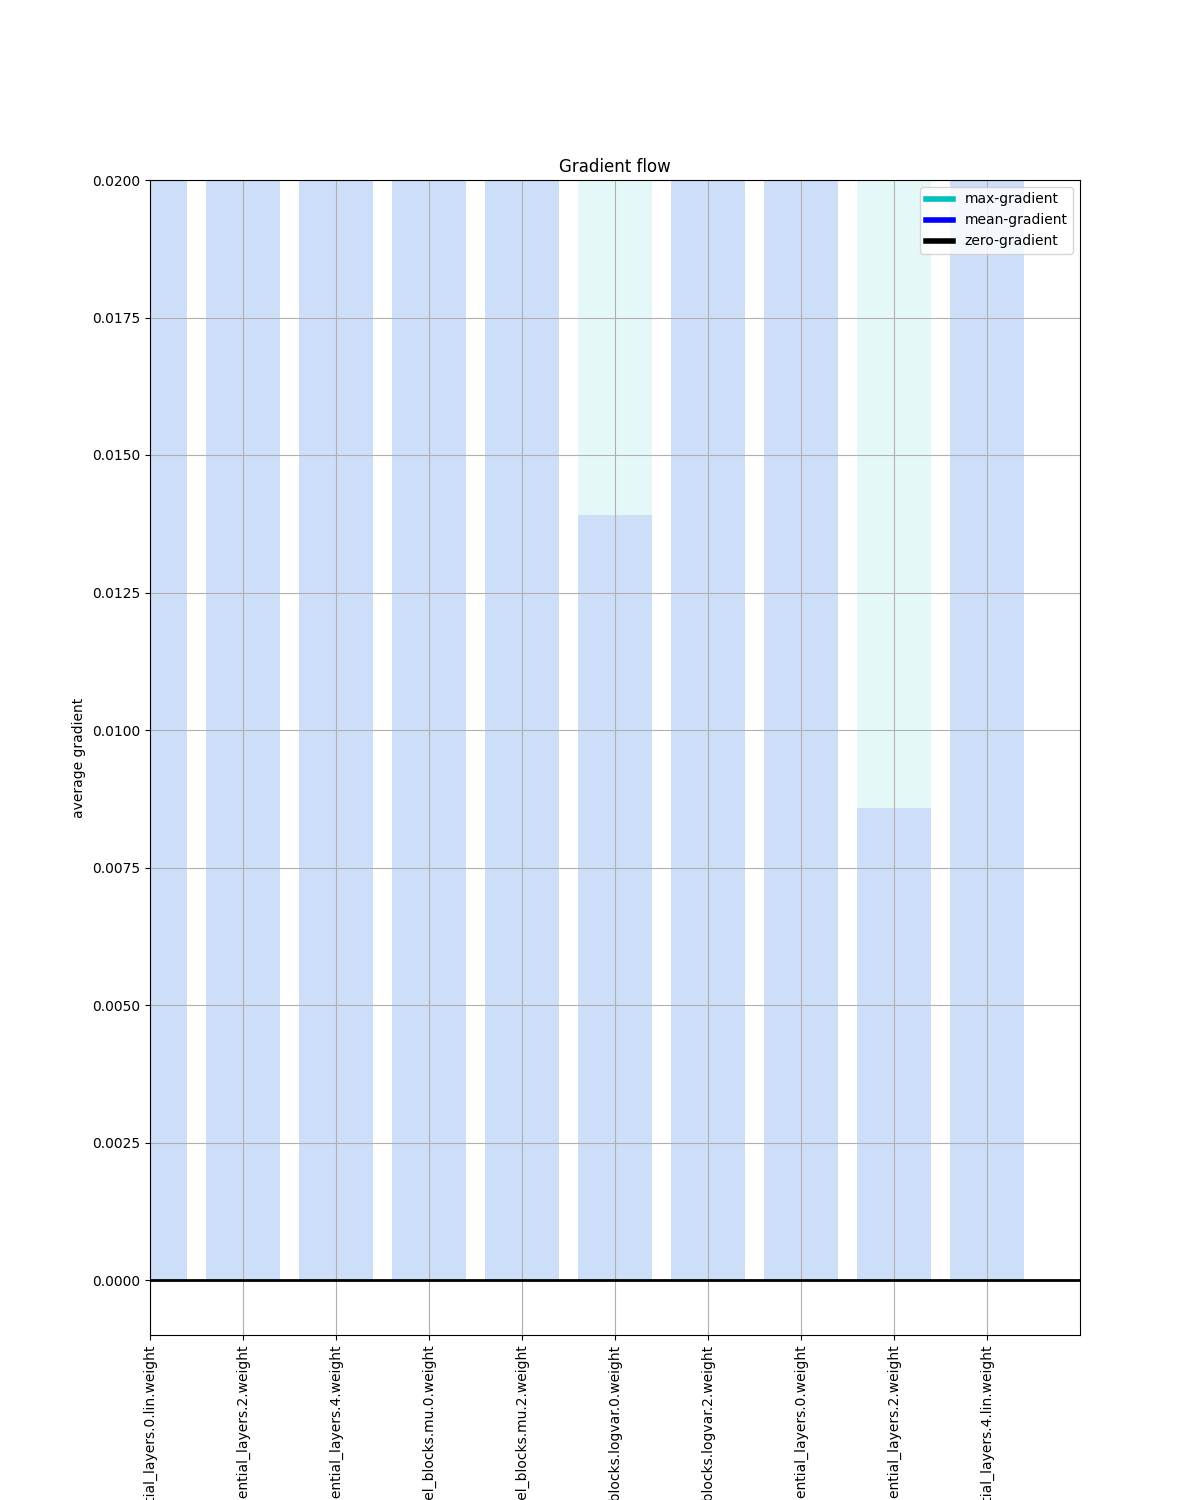 Gradient flow
max-gradient
mean-gradient
zero-gradient
average gradient
0.0200
0.0175
0.0150
0.0125
0.0100
0.0075
0.0050
0.0025
0.0000
tial_layers.0.lin.weight
ential_layers.2.weight
ential_layers.4.weight
el_blocks.mu.0.weight
el_blocks.mu.2.weight
blocks.logvar.0.weight
blocks.logvar.2.weight
ential_layers.0.weight
ential_layers.2.weight
tial_layers.4.lin.weight